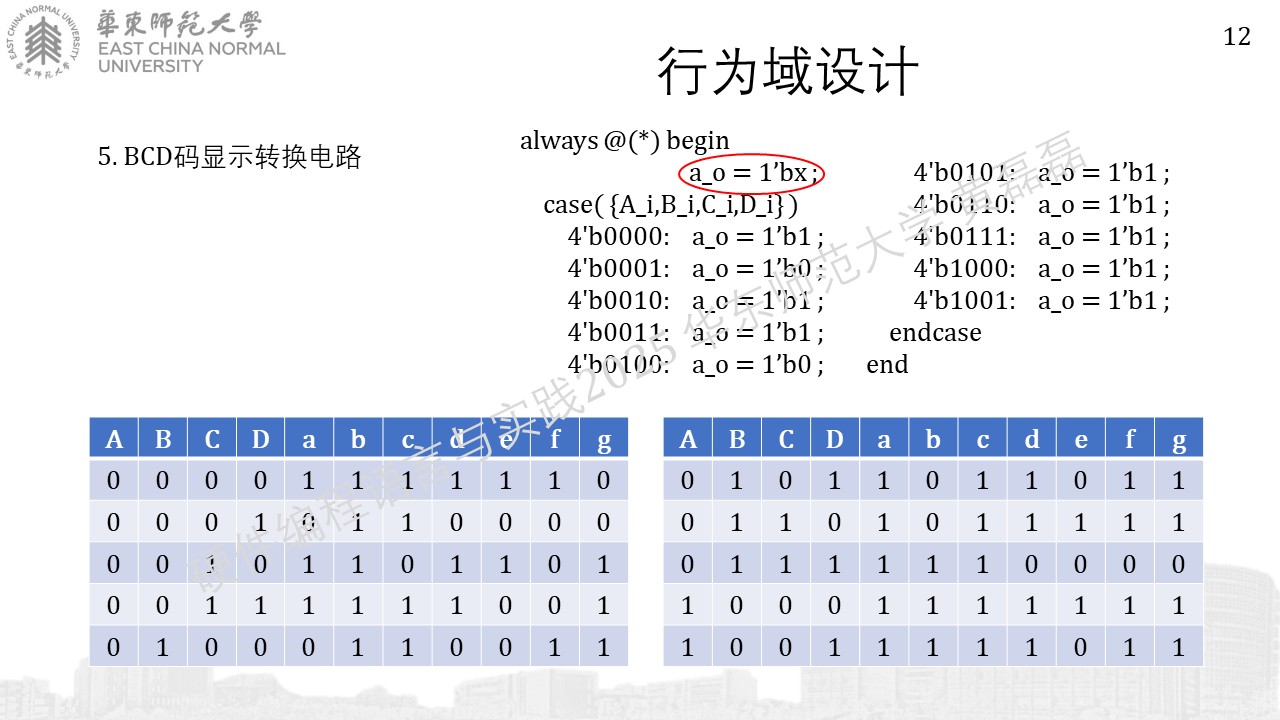 EAST CHINA NORMAL UNIVERSITY
華東师范大学
華東師范大學
EAST CHINA NORMAL
UNIVERSITY
12
行为域设计
5. BCD码显示转换电路
always @(*) begin
a_o = 1’bx ;
case( {A_i,B_i,C_i,D_i} )
4'b0000: a_o = 1’b1 ;
4'b0001: a_o = 1’b0 ;
4'b0010: a_o = 1'b1 ;
4'b0011: a_o = 1’b1 ;
4'b0100: a_o = 1’b0 ;
4'b0101: a_o = 1’b1 ;
4'b0110: a_o = 1’b1 ;
4'b0111: a_o = 1’b1 ;
4'b1000: a_o = 1’b1 ;
4'b1001: a_o = 1’b1 ;
endcase
end
A B C D a b c d e f g
0 0 0 0 1 1 1 1 1 1 0
0 0 0 1 0 1 1 0 0 0 0
0 0 1 0 1 1 0 1 1 0 1
0 0 1 1 1 1 1 1 0 0 1
0 1 0 0 0 1 1 0 0 1 1
A B C D a b c d e f g
0 1 0 1 1 0 1 1 0 1 1
0 1 1 0 1 0 1 1 1 1 1
0 1 1 1 1 1 1 0 0 0 0
1 0 0 0 1 1 1 1 1 1 1
1 0 0 1 1 1 1 1 0 1 1
硬件编程语言与实践2025 华东师范大学 黄磊磊